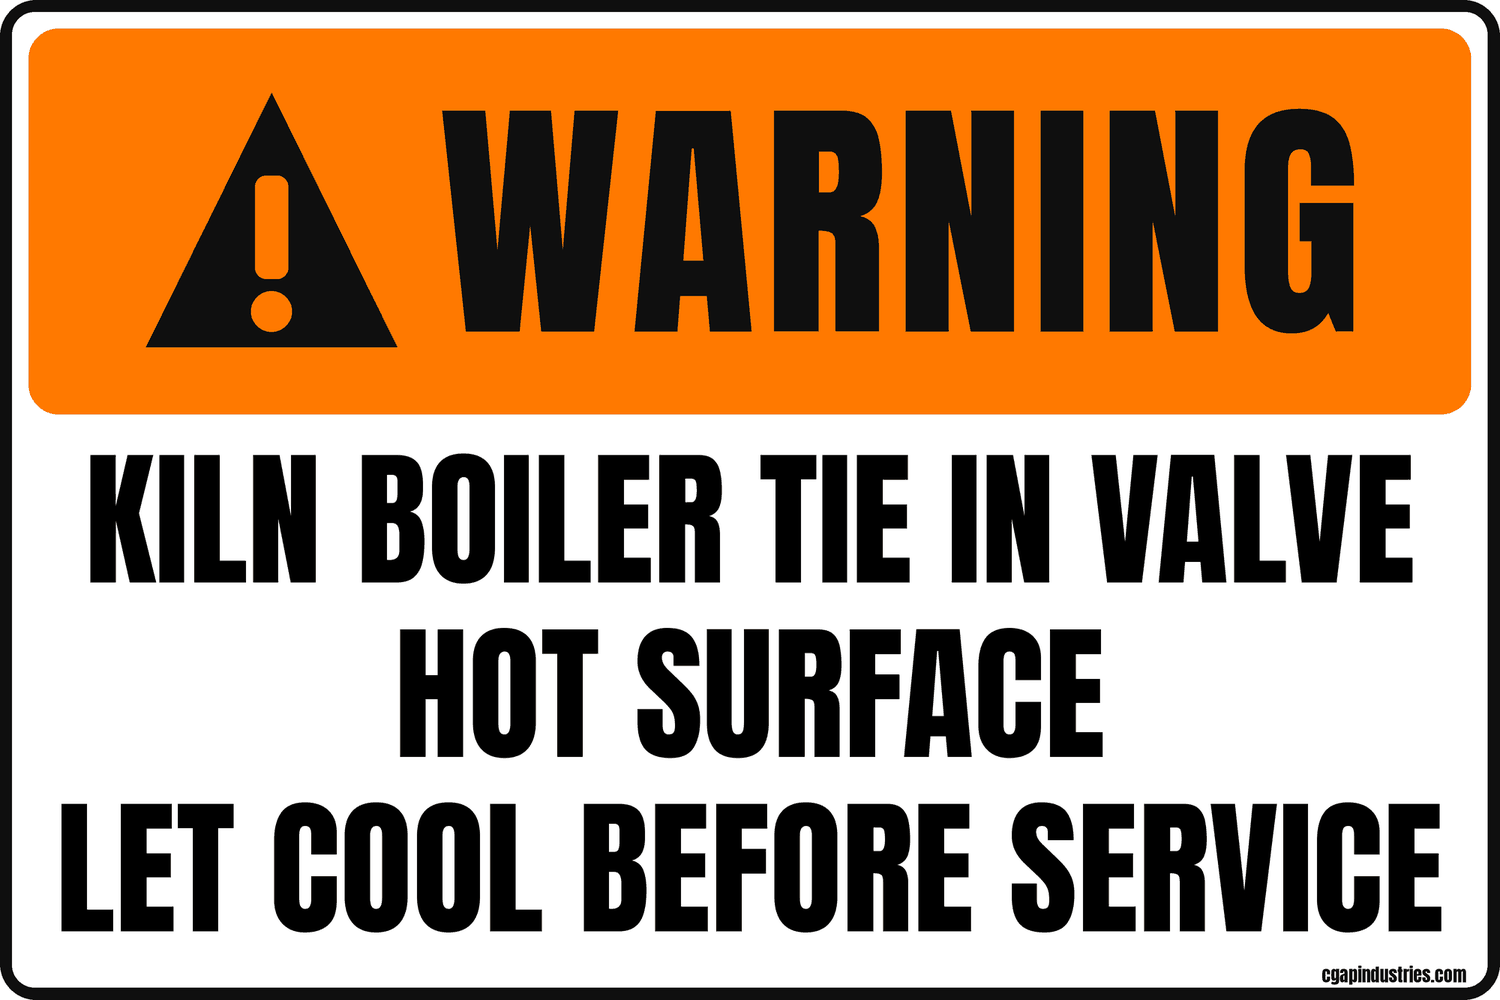 WARNING
KILN BOILER TIE IN VALVE
HOT SURFACE
LET COOL BEFORE SERVICE
cgapindustries.com